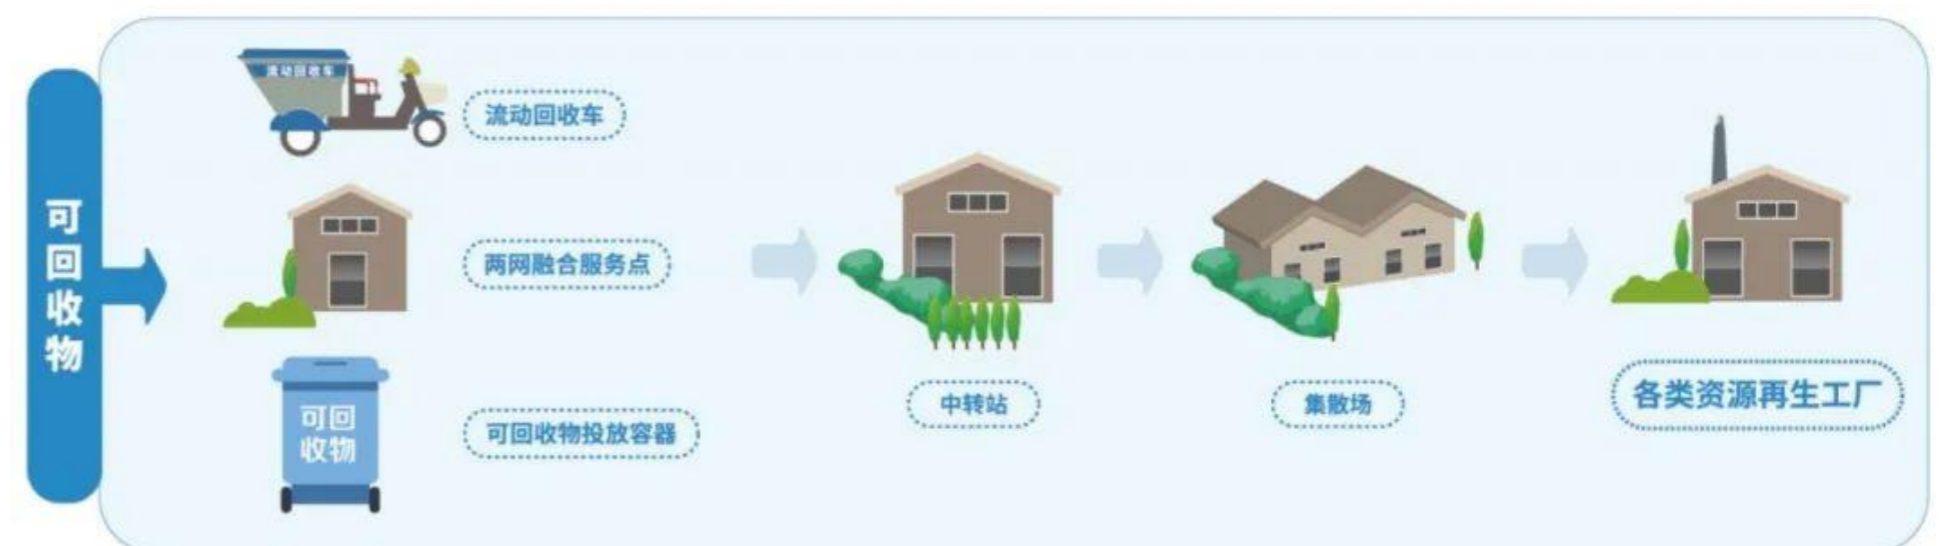 可回收物
流动回收车
流动回收车
两网融合服务点
可回
收物
可回收物投放容器
中转站
集散场
各类资源再生工厂